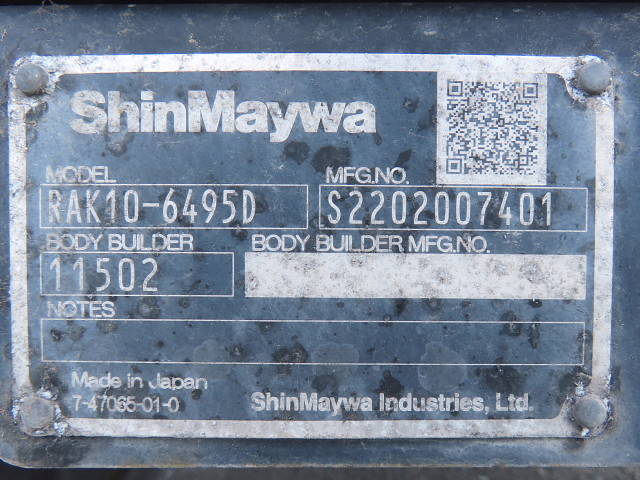 ShinMaywa
MODEL MFG.NO.
RAK10-6495D S2202007401
BODY BUILDER BODY BUILDER MFG.NO.
11502
NOTES
Made in Japan
7-47065-01-0 ShinMaywa Industries, Ltd.